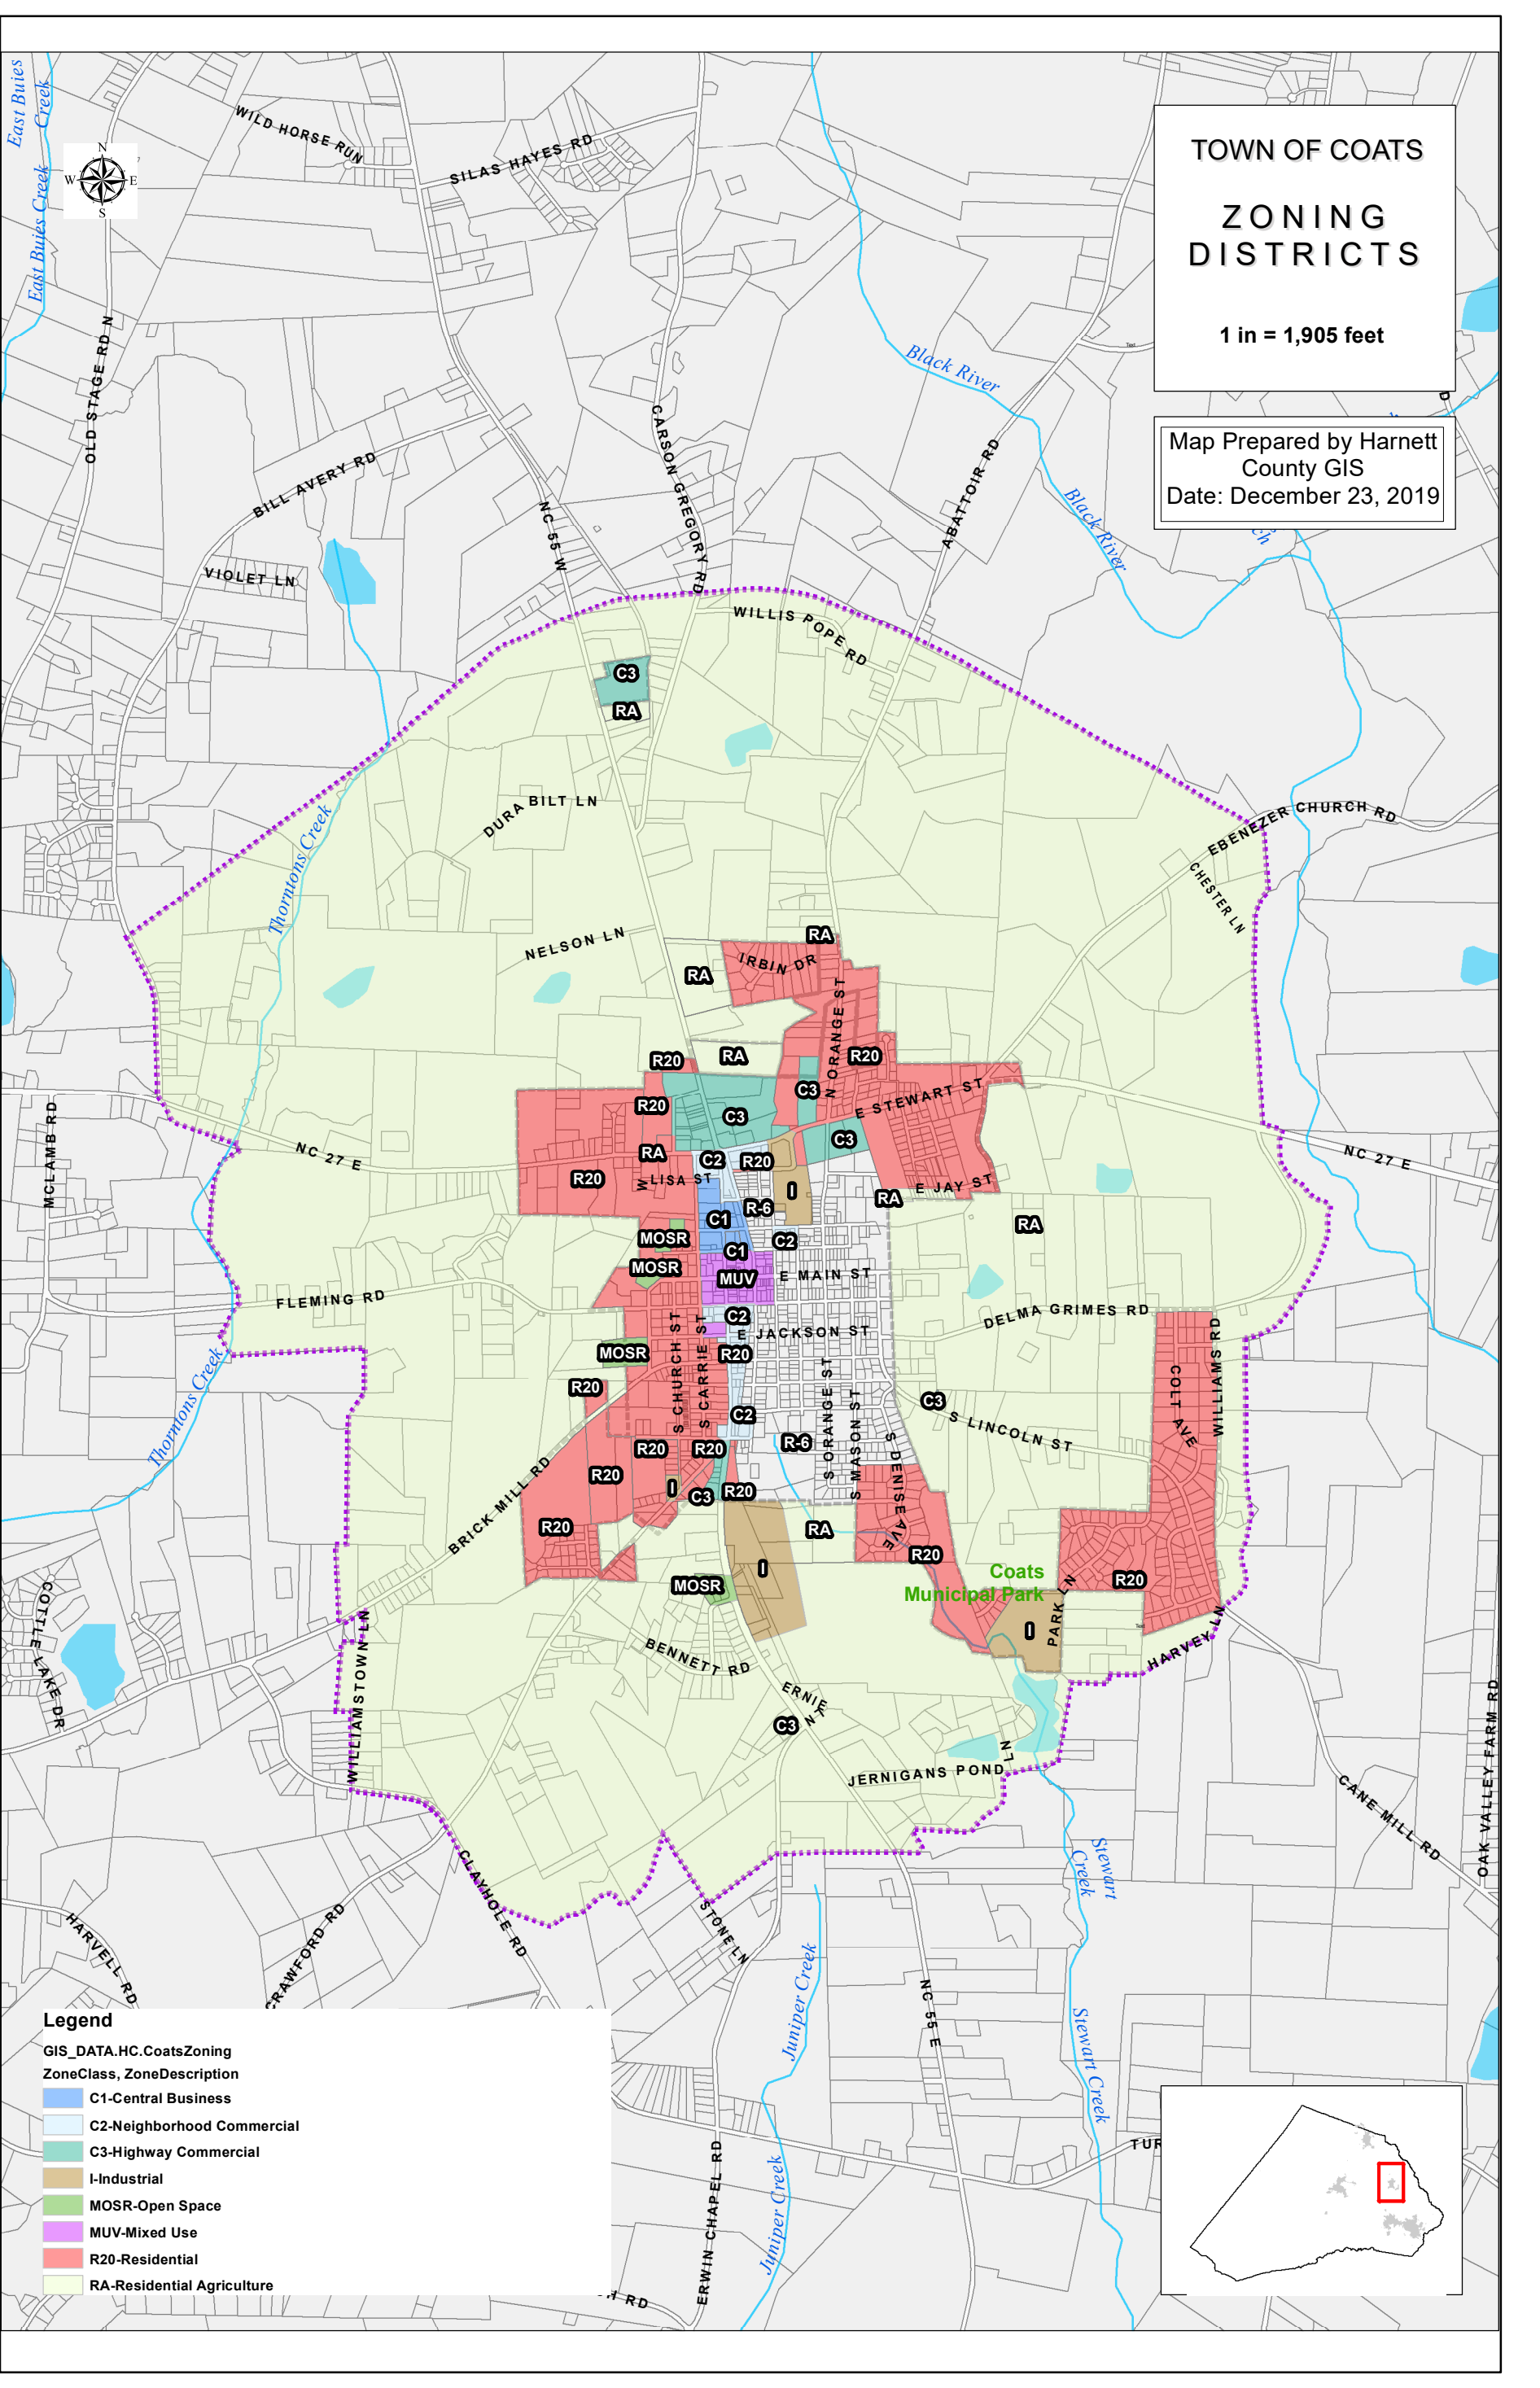 TOWN OF COATS
ZONING
DISTRICTS
1 in = 1,905 feet
Map Prepared by Harnett
County GIS
Date: December 23, 2019
East Buies
Creek
East Buies Creek
N
W
E
S
WILD HORSE RUN
SILAS HAYES RD
OLD STAGE RD N
BILL AVERY RD
VIOLET LN
NC 55 W
CARSON GREGORY RD
ABATTOIR RD
Black River
Black River
Text
D
ch
WILLIS POPE RD
C3
RA
DURA BILT LN
Thorntons Creek
EBENEZER CHURCH RD
CHESTER LN
NELSON LN
RA
IRBIN DR
RA
N ORANGE ST
R20
RA
R20
C3
R20
C3
E STEWART ST
C3
MCLAMB RD
NC 27 E
NC 27 E
RA
C2
R20
R20
W LISA ST
I
E JAY ST
RA
R-6
C1
RA
MOSR
C2
C1
MOSR
MUV
E MAIN ST
FLEMING RD
DELMA GRIMES RD
C2
E JACKSON ST
S CHURCH ST
S CARRIE ST
MOSR
R20
R20
C3
S LINCOLN ST
COLT AVE
WILLIAMS RD
C2
Thorntons Creek
R-6
S ORANGE ST
S MASON ST
S DENISE AVE
R20
R20
R20
I
C3
R20
BRICK MILL RD
R20
RA
R20
I
Coats
Municipal Park
R20
MOSR
PARK LN
I
Text
HARVEY LN
COTTLE LAKE DR
WILLIAMSTOWN LN
BENNETT RD
ERNIE
LN
C3
JERNIGANS POND
LN
CANE MILL RD
OAK VALLEY FARM RD
Stewart
Creek
CLAYHOLE RD
CRAWFORD RD
HARVELL RD
STONE LN
Juniper Creek
NC 55 E
Stewart Creek
Juniper Creek
ERWIN CHAPEL RD
TUR
H RD
Legend
GIS_DATA.HC.CoatsZoning
ZoneClass, ZoneDescription
C1-Central Business
C2-Neighborhood Commercial
C3-Highway Commercial
I-Industrial
MOSR-Open Space
MUV-Mixed Use
R20-Residential
RA-Residential Agriculture